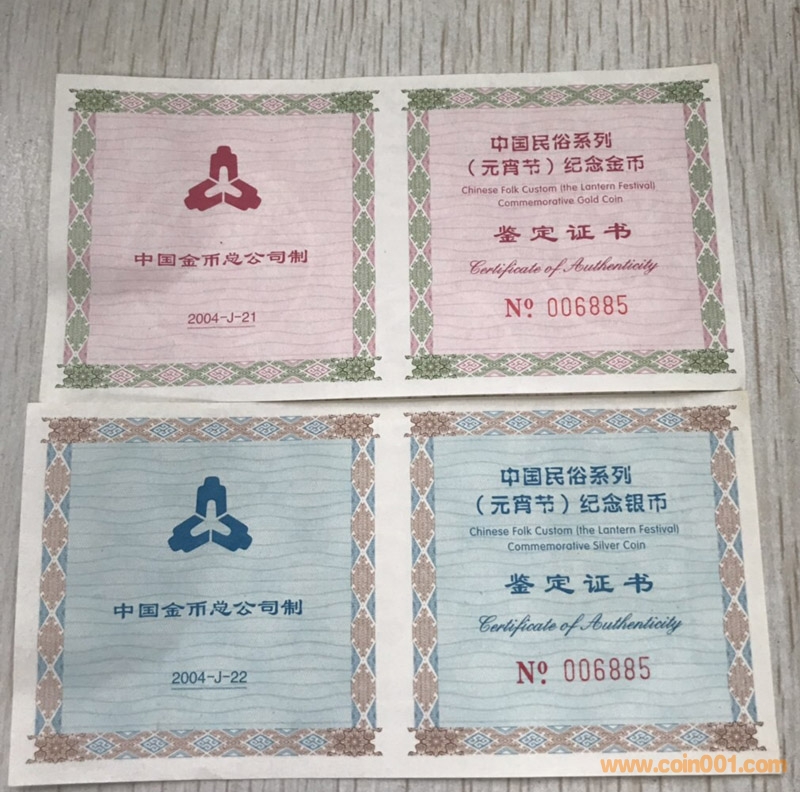 中国金币总公司制
2004-J-21
中国民俗系列
（元宵节）纪念金币
Chinese Folk Custom (the Lantern Festival)
Commemorative Gold Coin
鉴定证书
Certificate of Authenticity
Nº 006885
中国金币总公司制
2004-J-22
中国民俗系列
（元宵节）纪念银币
Chinese Folk Custom (the Lantern Festival)
Commemorative Silver Coin
鉴定证书
Certificate of Authenticity
Nº 006885
www.coin001.com